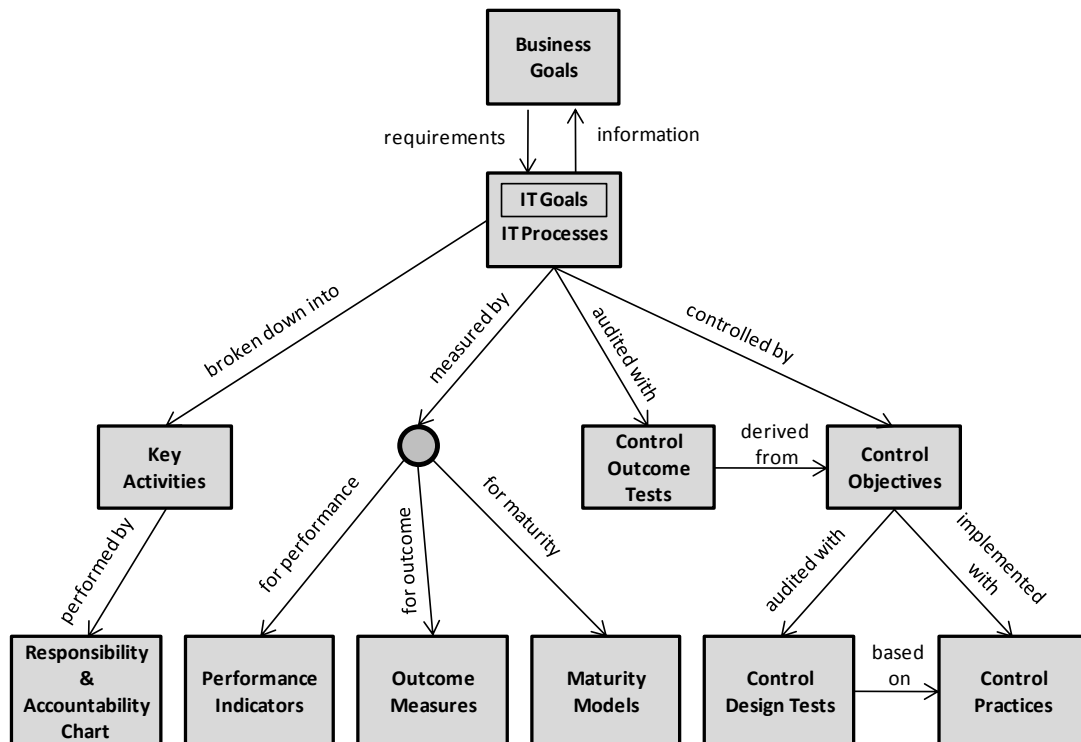 Business
Goals
requirements
information
IT Goals
IT Processes
broken down into
measured by
audited with
controlled by
Key
Activities
Control
Outcome
Tests
derived
from
Control
Objectives
performed by
for performance
for outcome
for maturity
audited with
implemented
with
Responsibility
&
Accountability
Chart
Performance
Indicators
Outcome
Measures
Maturity
Models
Control
Design Tests
based
on
Control
Practices